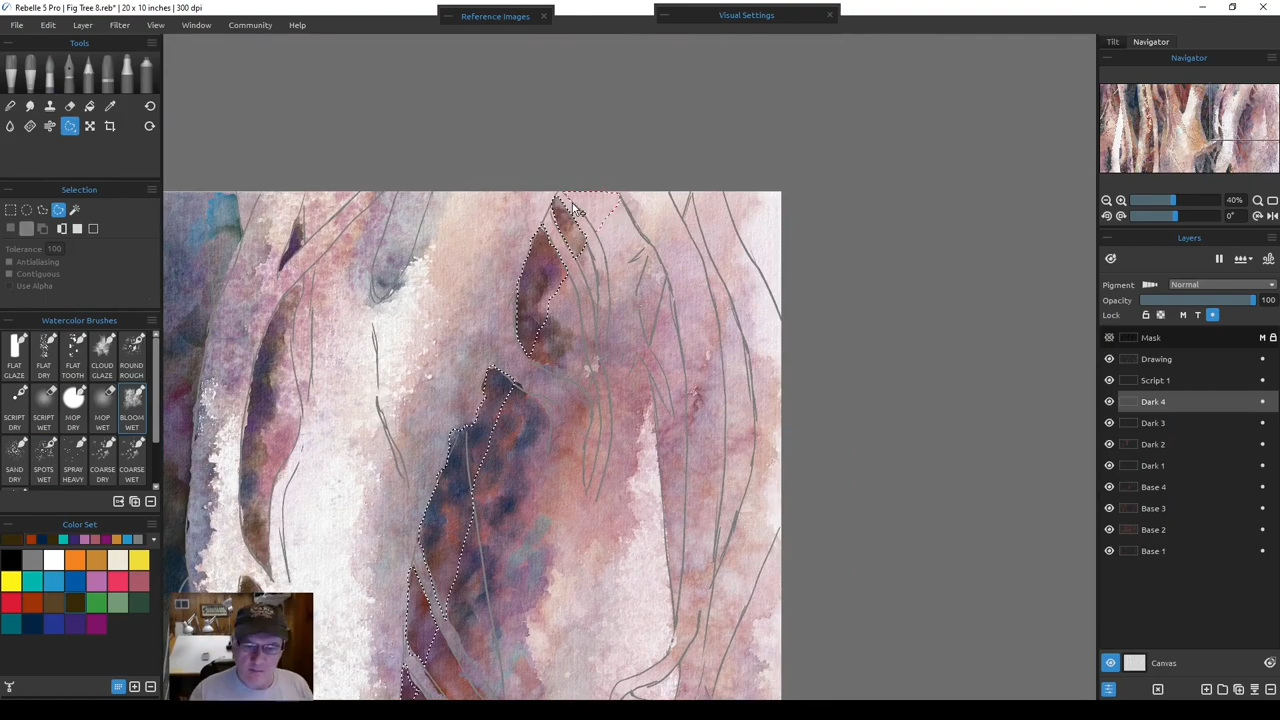 Rebelle 5 Pro | Fig Tree 8.reb* | 20 x 10 inches | 300 dpi
Reference Images
Visual Settings
File Edit Layer Filter View Window Community Help
Tools
Selection
Tolerance 100
Antialiasing
Contiguous
Use Alpha
Watercolor Brushes
FLAT GLAZE
FLAT DRY
FLAT TOOTH
CLOUD GLAZE
ROUND ROUGH
SCRIPT DRY
SCRIPT WET
MOP DRY
MOP WET
BLOOM WET
SAND DRY
SPOTS WET
SPRAY HEAVY
COARSE DRY
COARSE WET
Color Set
Tilt Navigator
Navigator
40%
0°
Layers
Pigment Normal
Opacity 100
Lock M T
Mask M
Drawing
Script 1
Dark 4
Dark 3
Dark 2
Dark 1
Base 4
Base 3
Base 2
Base 1
Canvas